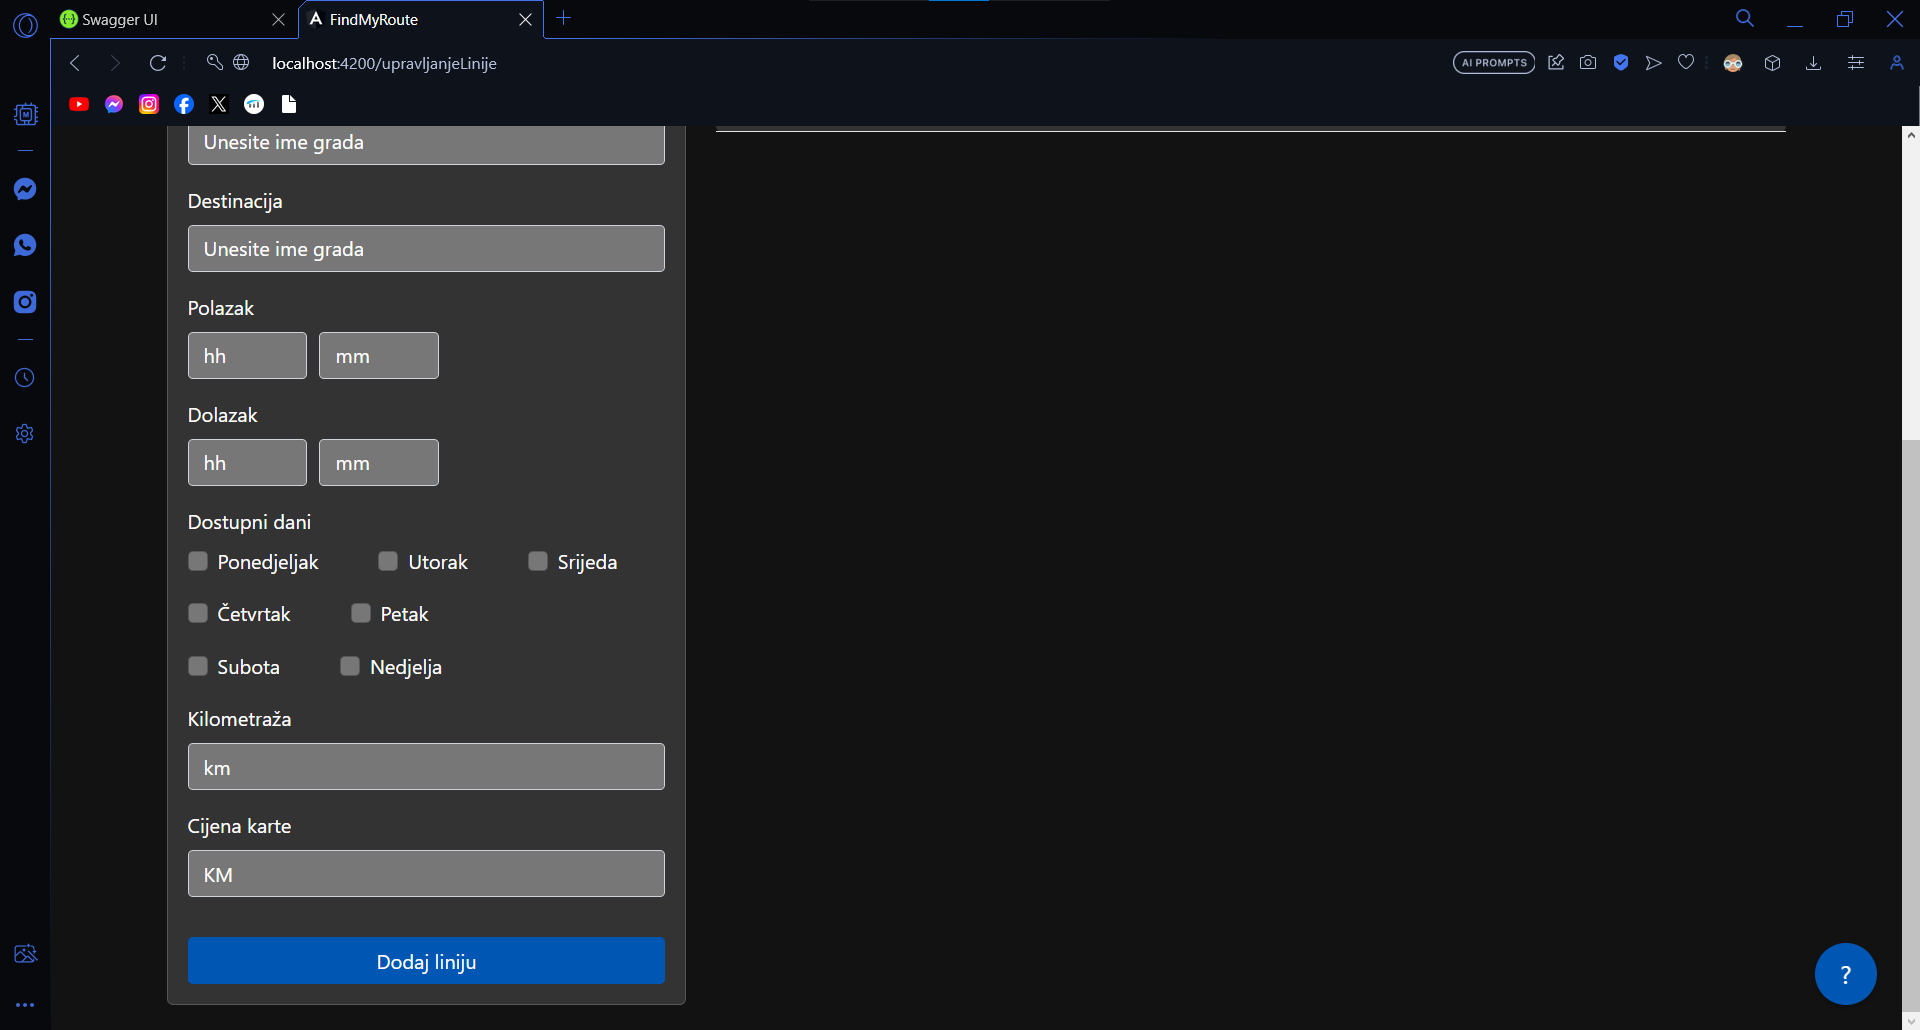 Swagger UI
FindMyRoute
localhost:4200/upravljanjeLinije
AI PROMPTS
Unesite ime grada
Destinacija
Unesite ime grada
Polazak
hh mm
Dolazak
hh mm
Dostupni dani
Ponedjeljak Utorak Srijeda
Četvrtak Petak
Subota Nedjelja
Kilometraža
km
Cijena karte
KM
Dodaj liniju
?